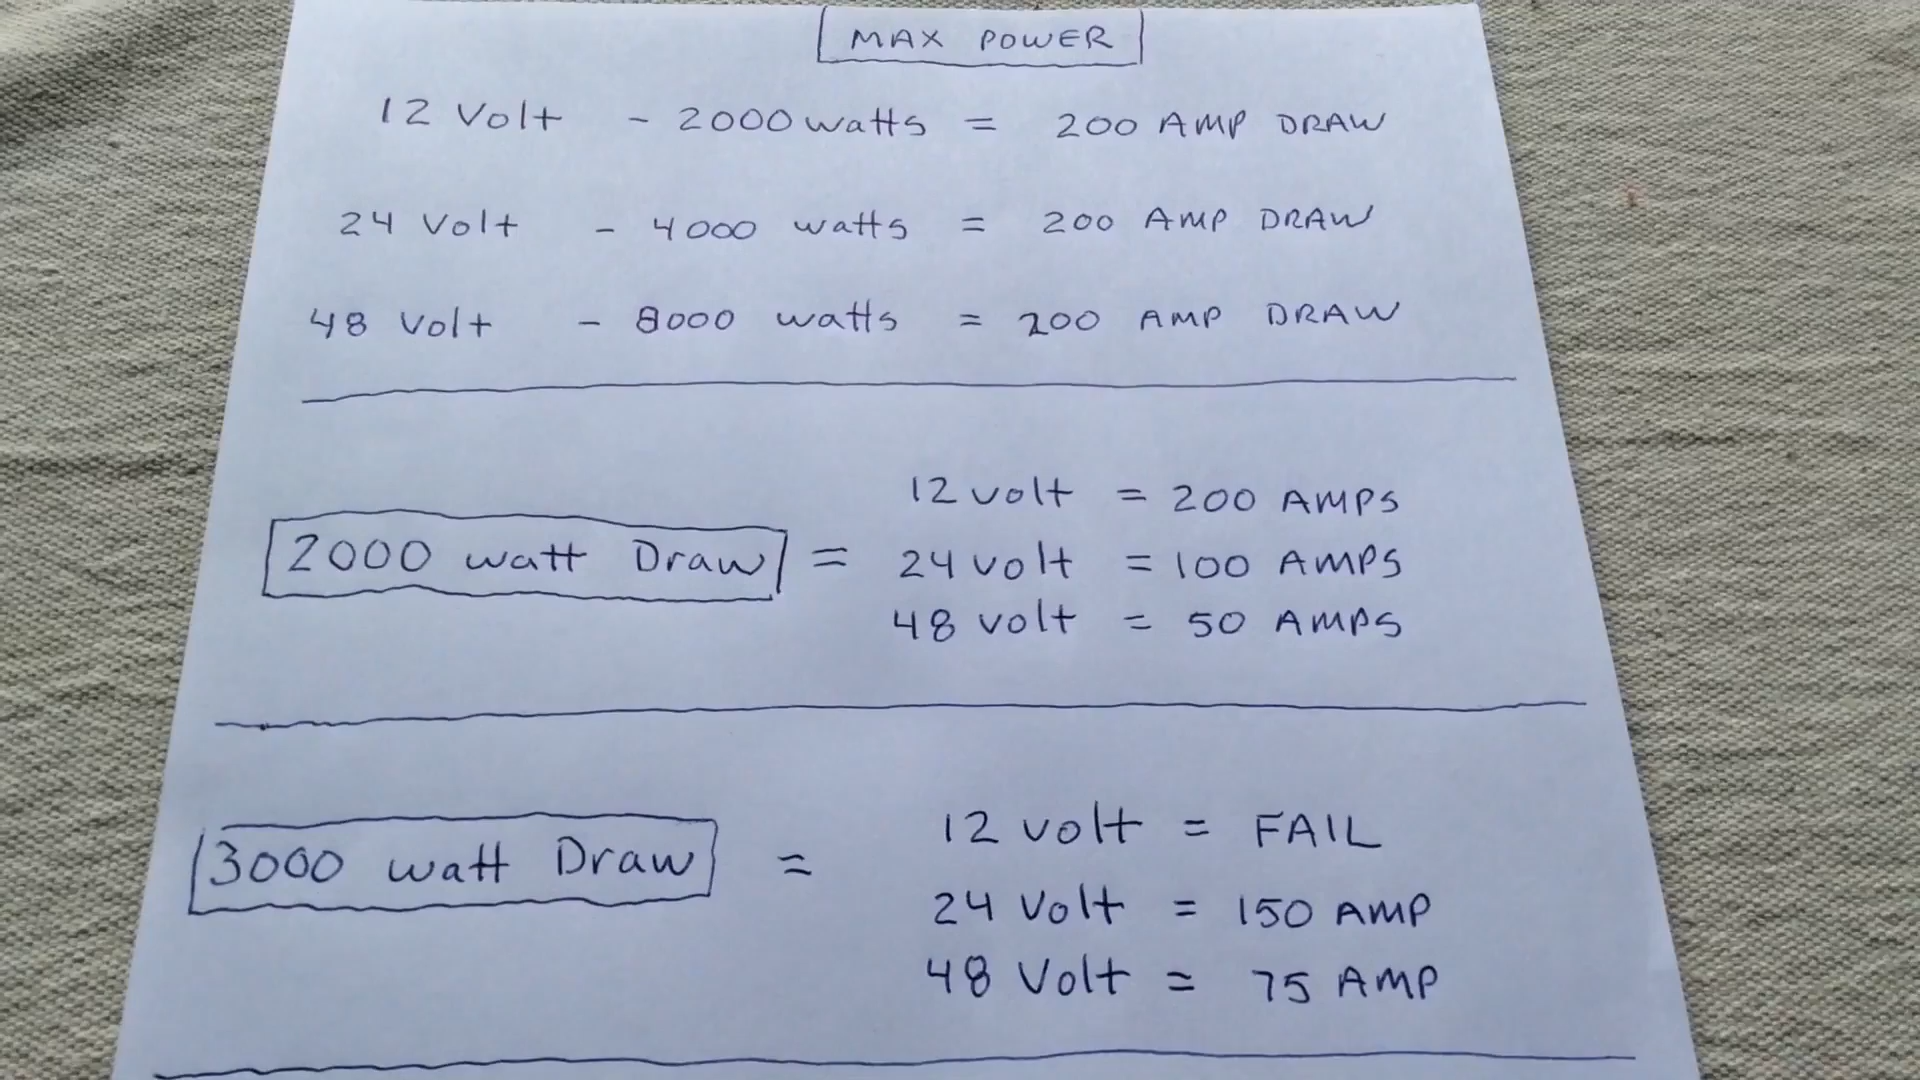 MAX POWER
12 Volt - 2000 watts = 200 AMP DRAW
24 Volt - 4000 watts = 200 AMP DRAW
48 Volt - 8000 watts = 200 AMP DRAW
12 volt = 200 AMPS
2000 watt Draw = 24 volt = 100 AMPS
48 volt = 50 AMPS
12 volt = FAIL
3000 watt Draw = 24 Volt = 150 AMP
48 Volt = 75 AMP